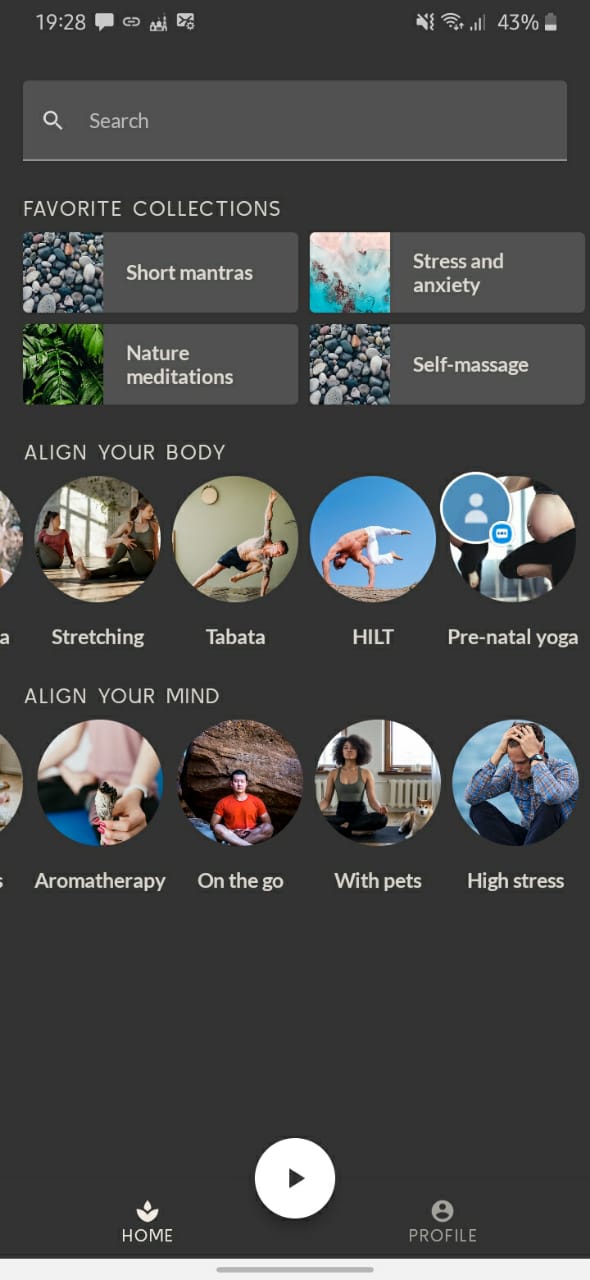 19:28
43%
Search
FAVORITE COLLECTIONS
Short mantras
Stress and
anxiety
Nature
meditations
Self-massage
ALIGN YOUR BODY
a
Stretching
Tabata
HILT
Pre-natal yoga
ALIGN YOUR MIND
s
Aromatherapy
On the go
With pets
High stress
HOME
PROFILE